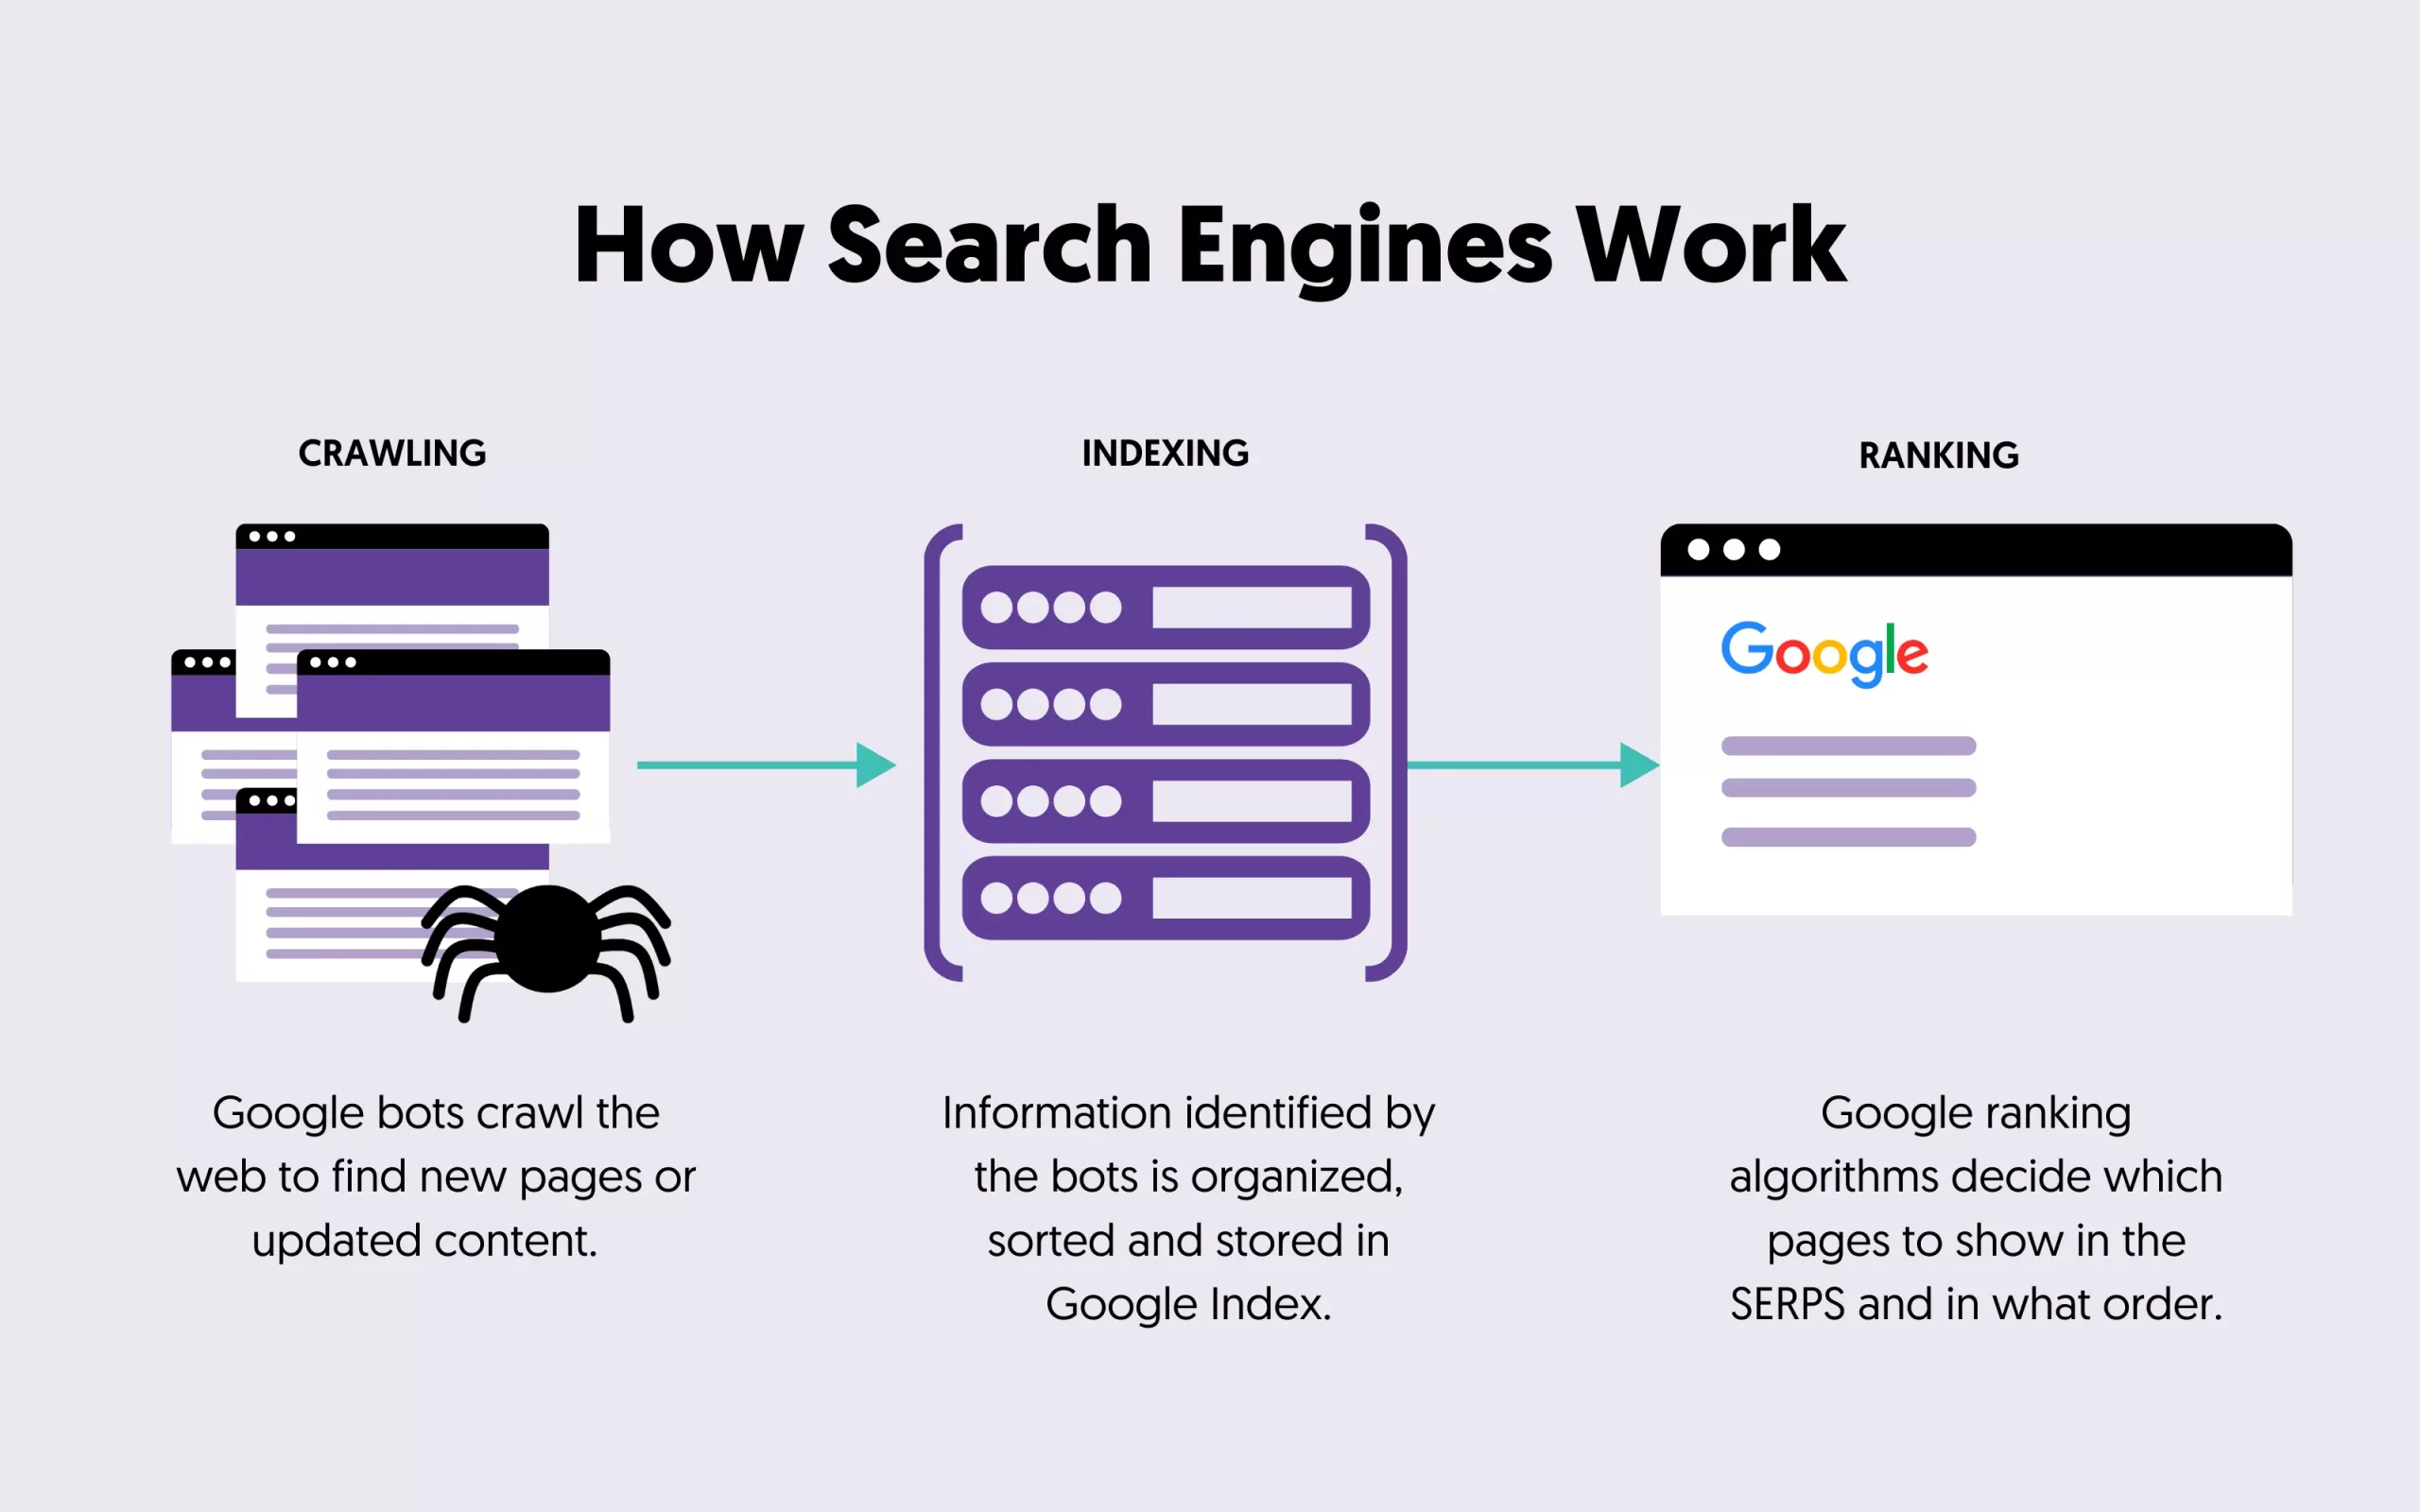 How Search Engines Work
CRAWLING
Google bots crawl the
web to find new pages or
updated content.
INDEXING
Information identified by
the bots is organized,
sorted and stored in
Google Index.
RANKING
Google
Google ranking
algorithms decide which
pages to show in the
SERPS and in what order.